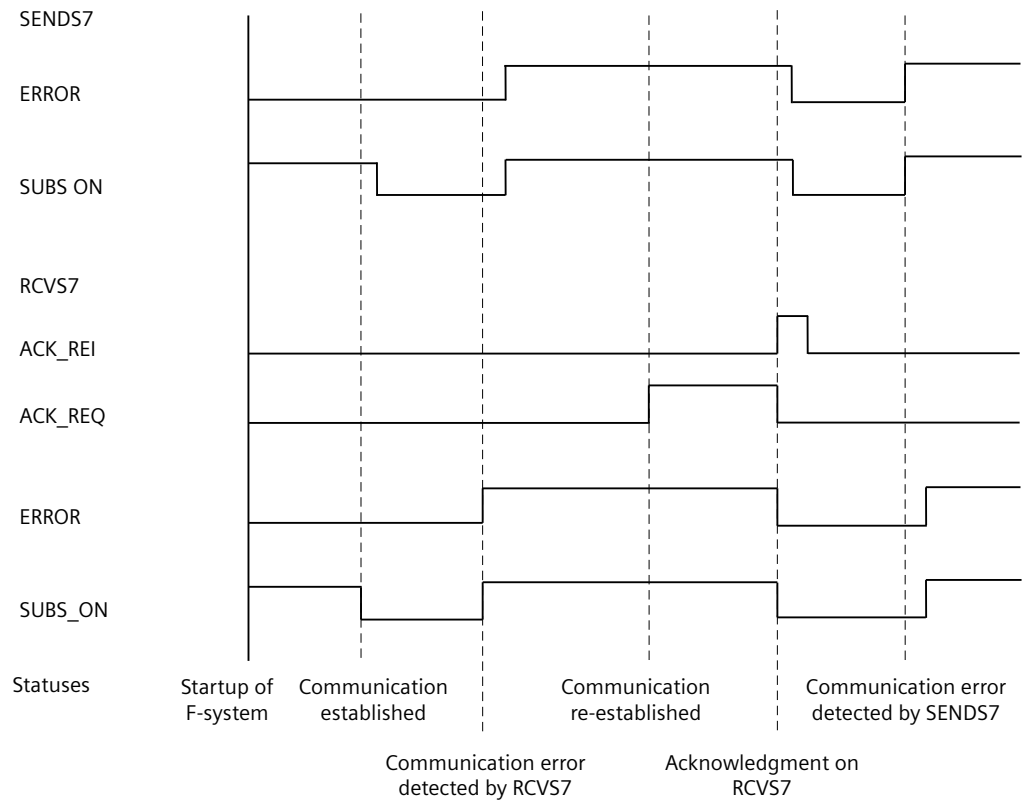 SENDS7
ERROR
SUBS ON
RCVS7
ACK_REI
ACK_REQ
ERROR
SUBS_ON
Statuses
Startup of
F-system
Communication
established
Communication error
detected by RCVS7
Communication
re-established
Acknowledgment on
RCVS7
Communication error
detected by SENDS7